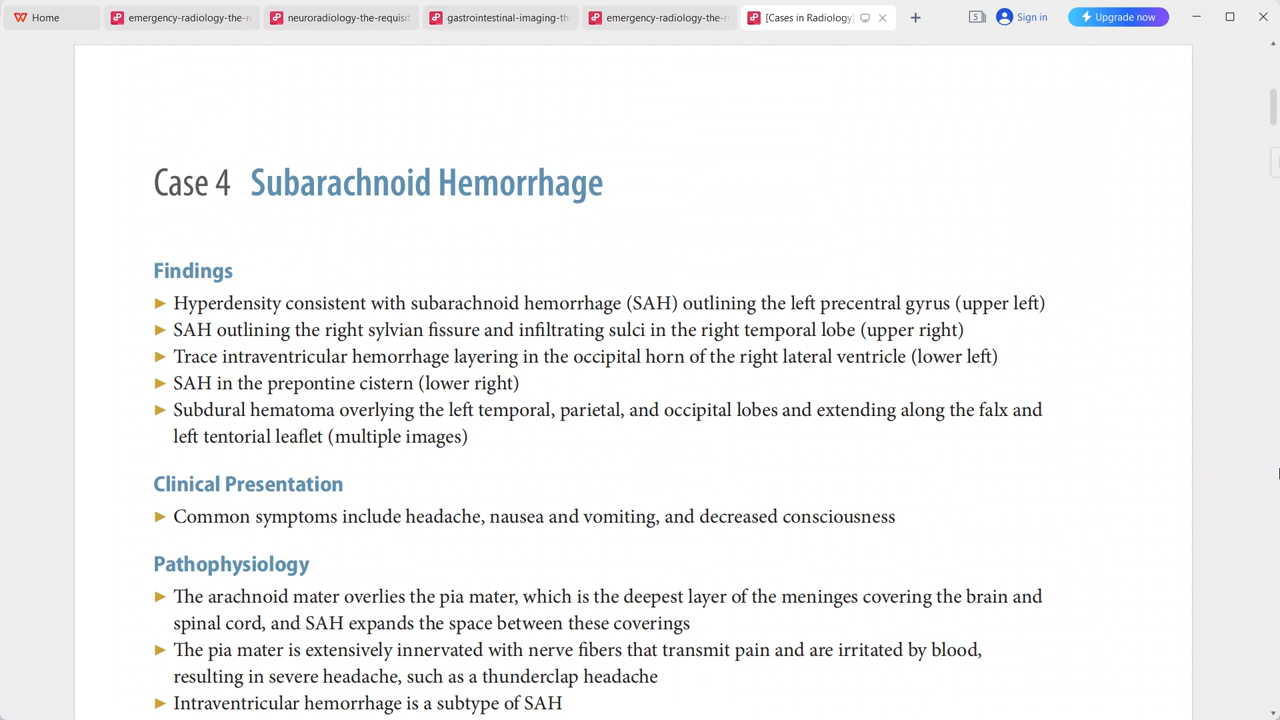 Home
emergency-radiology-the-r
neuroradiology-the-requisit
gastrointestinal-imaging-th
emergency-radiology-the-r
[Cases in Radiology]
5
Sign in
Upgrade now
Case 4 Subarachnoid Hemorrhage
Findings
► Hyperdensity consistent with subarachnoid hemorrhage (SAH) outlining the left precentral gyrus (upper left)
► SAH outlining the right sylvian fissure and infiltrating sulci in the right temporal lobe (upper right)
► Trace intraventricular hemorrhage layering in the occipital horn of the right lateral ventricle (lower left)
► SAH in the prepontine cistern (lower right)
► Subdural hematoma overlying the left temporal, parietal, and occipital lobes and extending along the falx and
left tentorial leaflet (multiple images)
Clinical Presentation
► Common symptoms include headache, nausea and vomiting, and decreased consciousness
Pathophysiology
► The arachnoid mater overlies the pia mater, which is the deepest layer of the meninges covering the brain and
spinal cord, and SAH expands the space between these coverings
► The pia mater is extensively innervated with nerve fibers that transmit pain and are irritated by blood,
resulting in severe headache, such as a thunderclap headache
► Intraventricular hemorrhage is a subtype of SAH